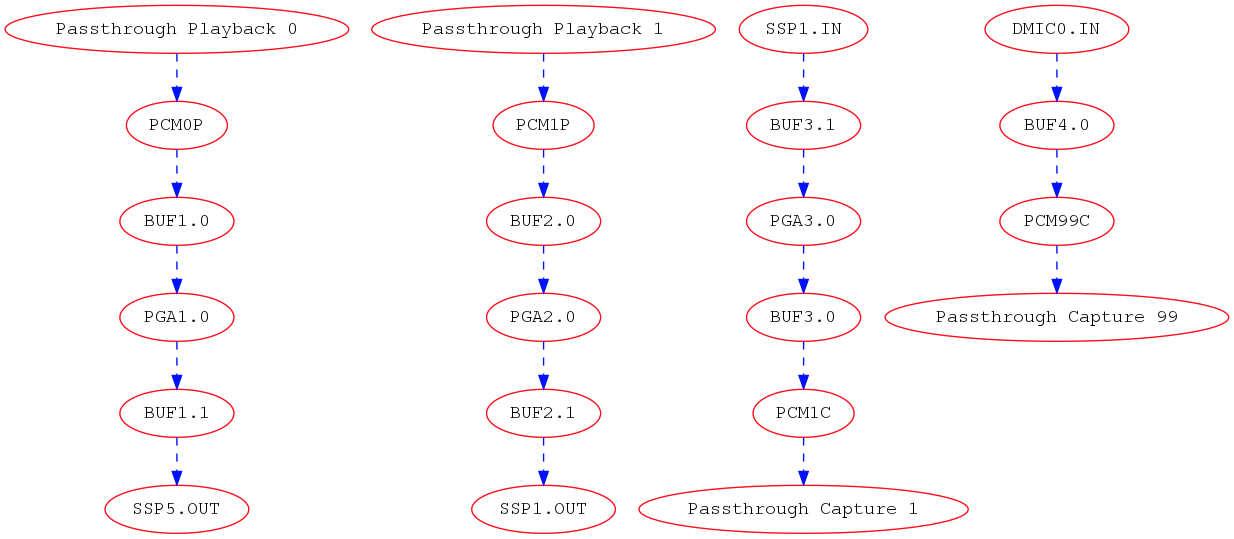 Passthrough Playback 0
PCM0P
BUF1.0
PGA1.0
BUF1.1
SSP5.OUT
Passthrough Playback 1
PCM1P
BUF2.0
PGA2.0
BUF2.1
SSP1.OUT
SSP1.IN
BUF3.1
PGA3.0
BUF3.0
PCM1C
Passthrough Capture 1
DMIC0.IN
BUF4.0
PCM99C
Passthrough Capture 99